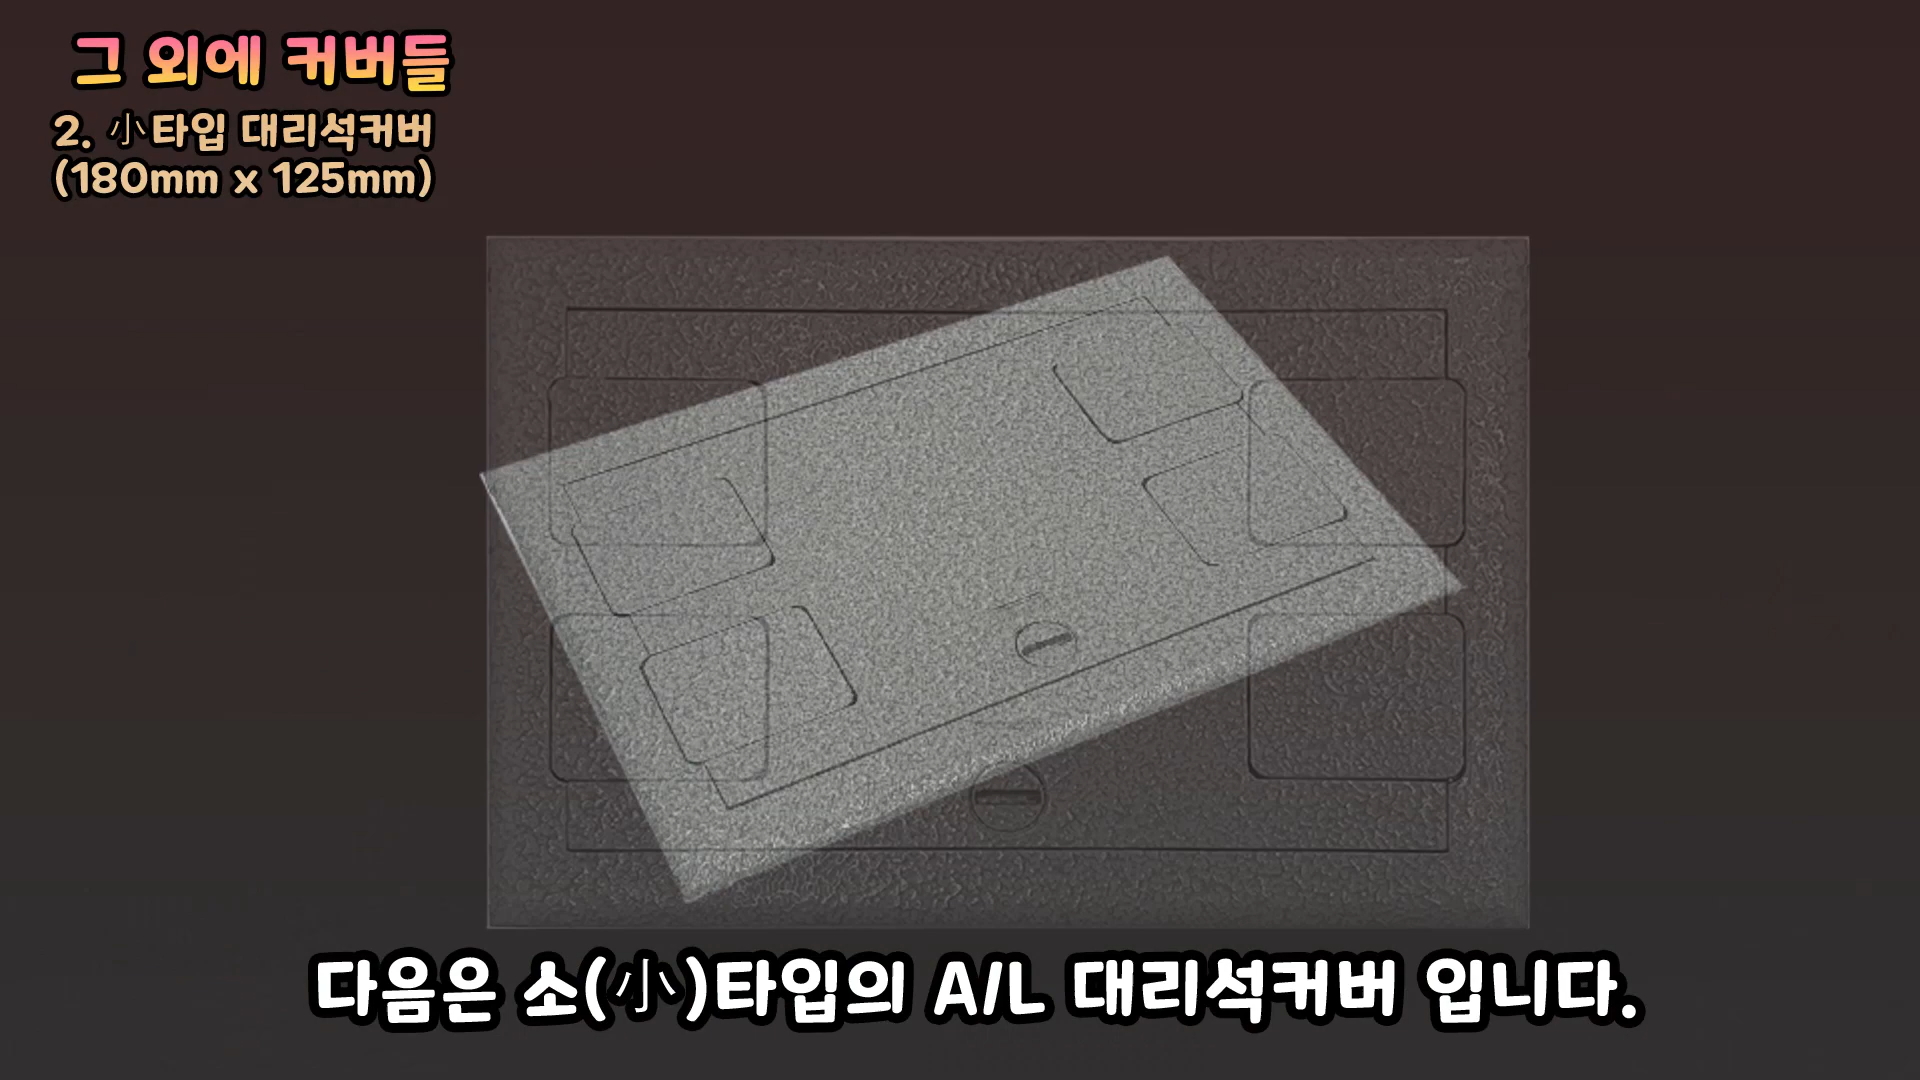 그 외에 커버들
2. 小타입 대리석커버
(180mm x 125mm)
다음은 소(小)타입의 A/L 대리석커버 입니다.